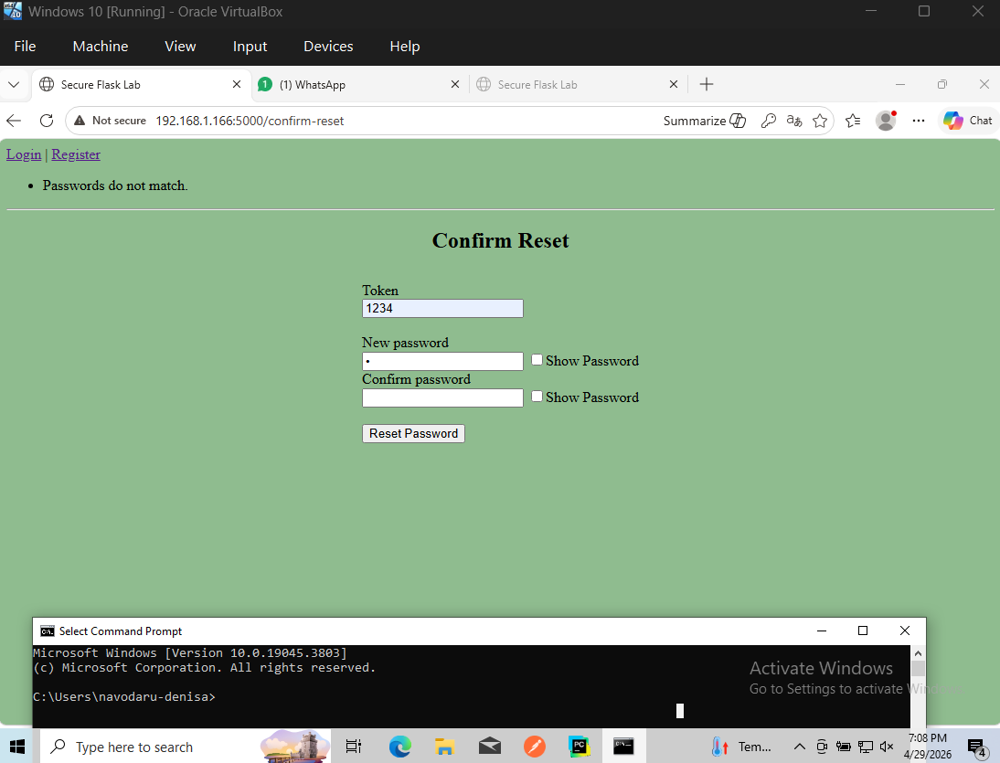 Windows 10 [Running] - Oracle VirtualBox
File Machine View Input Devices Help
Secure Flask Lab
1 (1) WhatsApp
Secure Flask Lab
Not secure 192.168.1.166:5000/confirm-reset Summarize Chat
Login | Register
• Passwords do not match.
Confirm Reset
Token
1234
New password
• Show Password
Confirm password
Show Password
Reset Password
Select Command Prompt
Microsoft Windows [Version 10.0.19045.3803]
(c) Microsoft Corporation. All rights reserved.
C:\Users\navodaru-denisa>
Activate Windows
Go to Settings to activate Windows.
Type here to search
Tem...
7:08 PM
4/29/2026
4